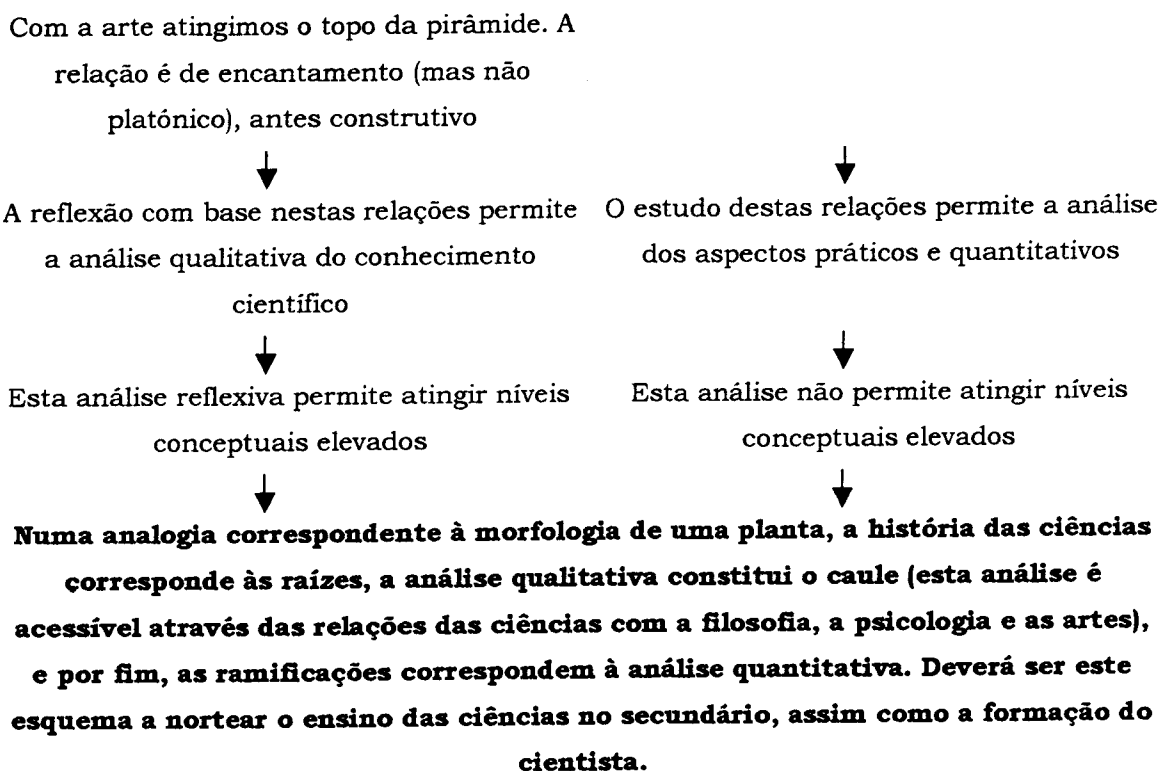 Com a arte atingimos o topo da pirâmide. A
relação é de encantamento (mas não
platónico), antes construtivo
A reflexão com base nestas relações permite
a análise qualitativa do conhecimento
científico
O estudo destas relações permite a análise
dos aspectos práticos e quantitativos
Esta análise reflexiva permite atingir níveis
conceptuais elevados
Esta análise não permite atingir níveis
conceptuais elevados
Numa analogia correspondente à morfologia de uma planta, a história das ciências
corresponde às raízes, a análise qualitativa constitui o caule (esta análise é
acessível através das relações das ciências com a filosofia, a psicologia e as artes),
e por fim, as ramificações correspondem à análise quantitativa. Deverá ser este
esquema a nortear o ensino das ciências no secundário, assim como a formação do
cientista.